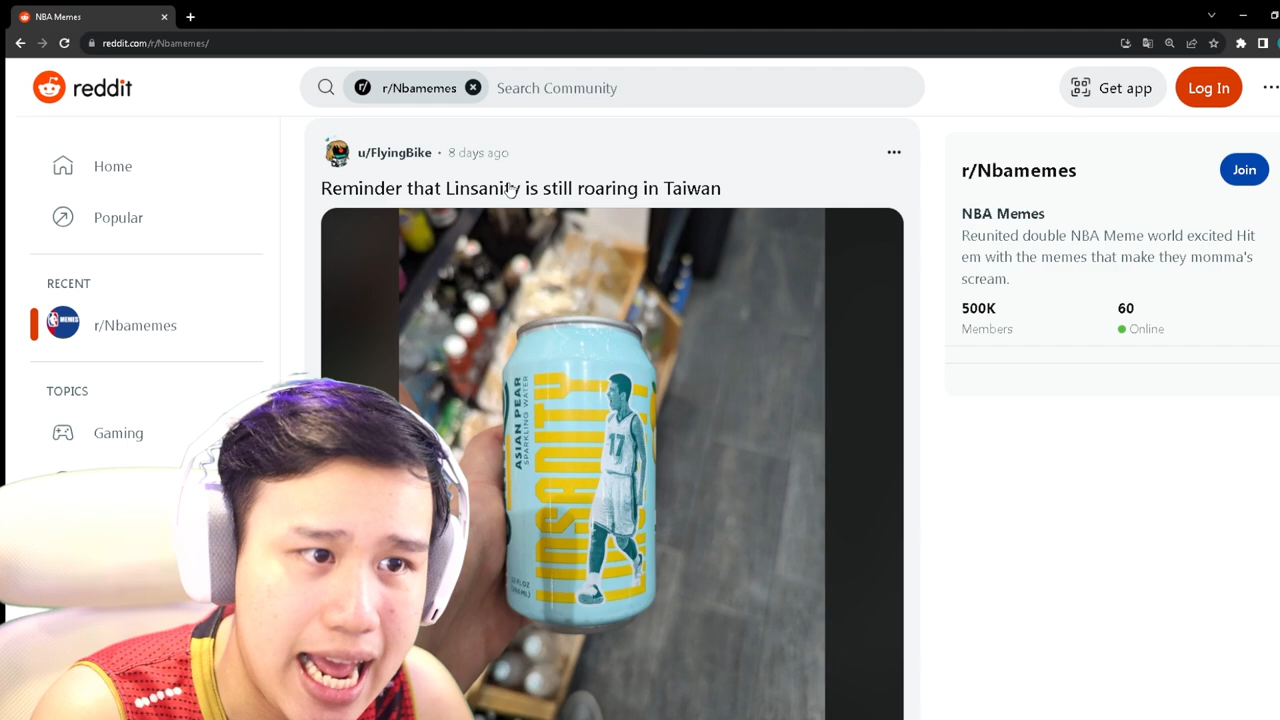 NBA Memes
reddit.com/r/Nbamemes/
reddit
r/Nbamemes
Search Community
Get app
Log In
Home
Popular
RECENT
MEMES
r/Nbamemes
TOPICS
Gaming
u/FlyingBike • 8 days ago
Reminder that Linsanity is still roaring in Taiwan
ASIAN PEAR
SPARKLING WATER
17
r/Nbamemes
Join
NBA Memes
Reunited double NBA Meme world excited Hit
em with the memes that make they momma's
scream.
500K
60
Members
Online